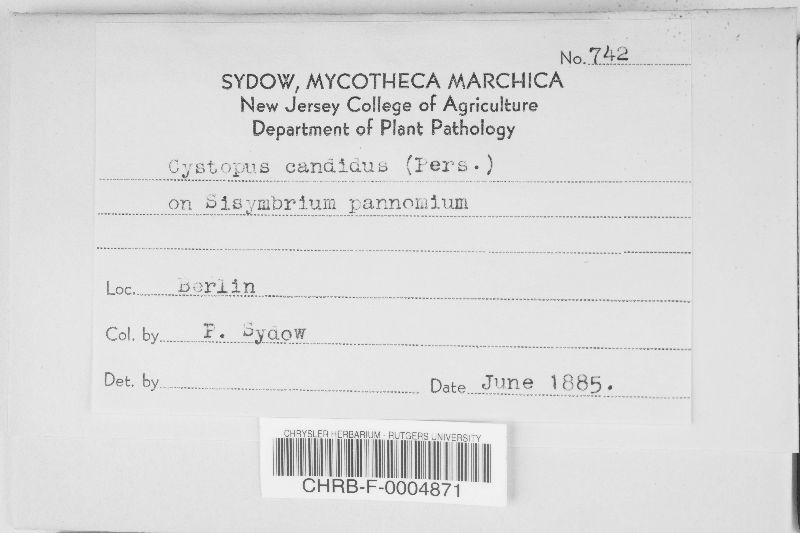 No. 742
SYDOW, MYCOTHECA MARCHICA
New Jersey College of Agriculture
Department of Plant Pathology
Cystopus candidus (Pers.)
on Sisymbrium pannomium
Loc. Berlin
Col. by P. Sydow
Det. by
Date June 1885.
CHRYSLER HERBARIUM - RUTGERS UNIVERSITY
CHRB-F-0004871